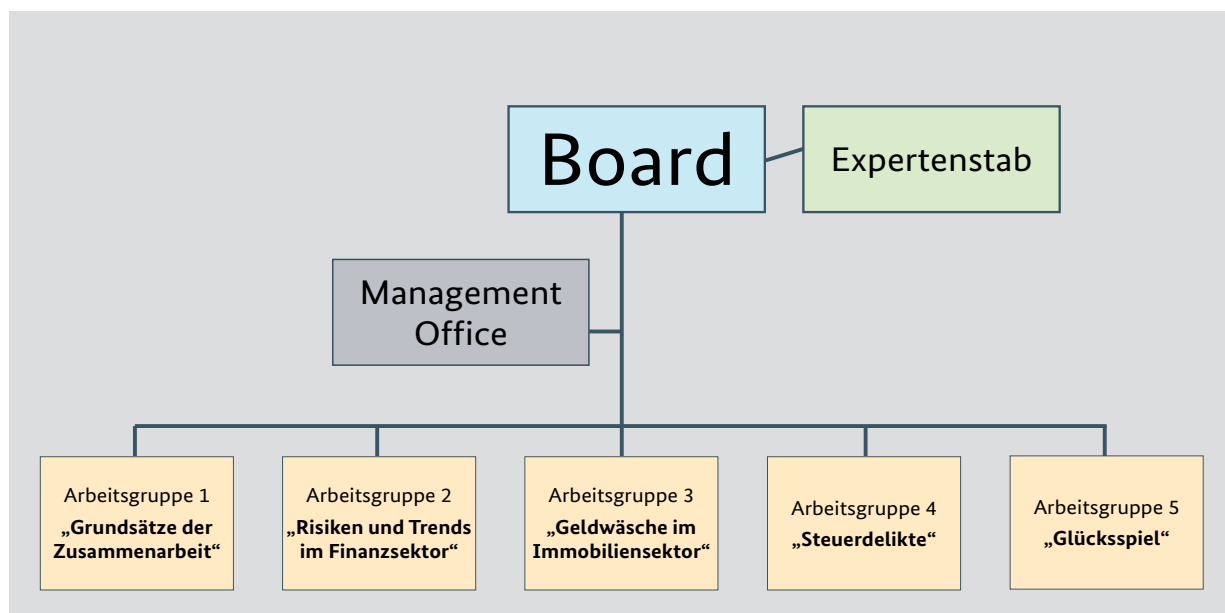 Board
Expertenstab
Management
Office
Arbeitsgruppe 1
„Grundsätze der
Zusammenarbeit“
Arbeitsgruppe 2
„Risiken und Trends
im Finanzsektor“
Arbeitsgruppe 3
„Geldwäsche im
Immobiliensektor“
Arbeitsgruppe 4
„Steuerdelikte“
Arbeitsgruppe 5
„Glücksspiel“